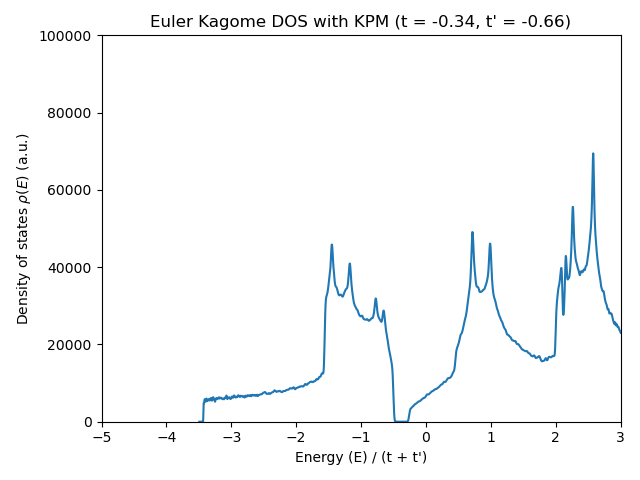 Euler Kagome DOS with KPM (t = -0.34, t' = -0.66)
100000
80000
60000
40000
20000
0
Density of states ρ(E) (a.u.)
−5 −4 −3 −2 −1 0 1 2 3
Energy (E) / (t + t')